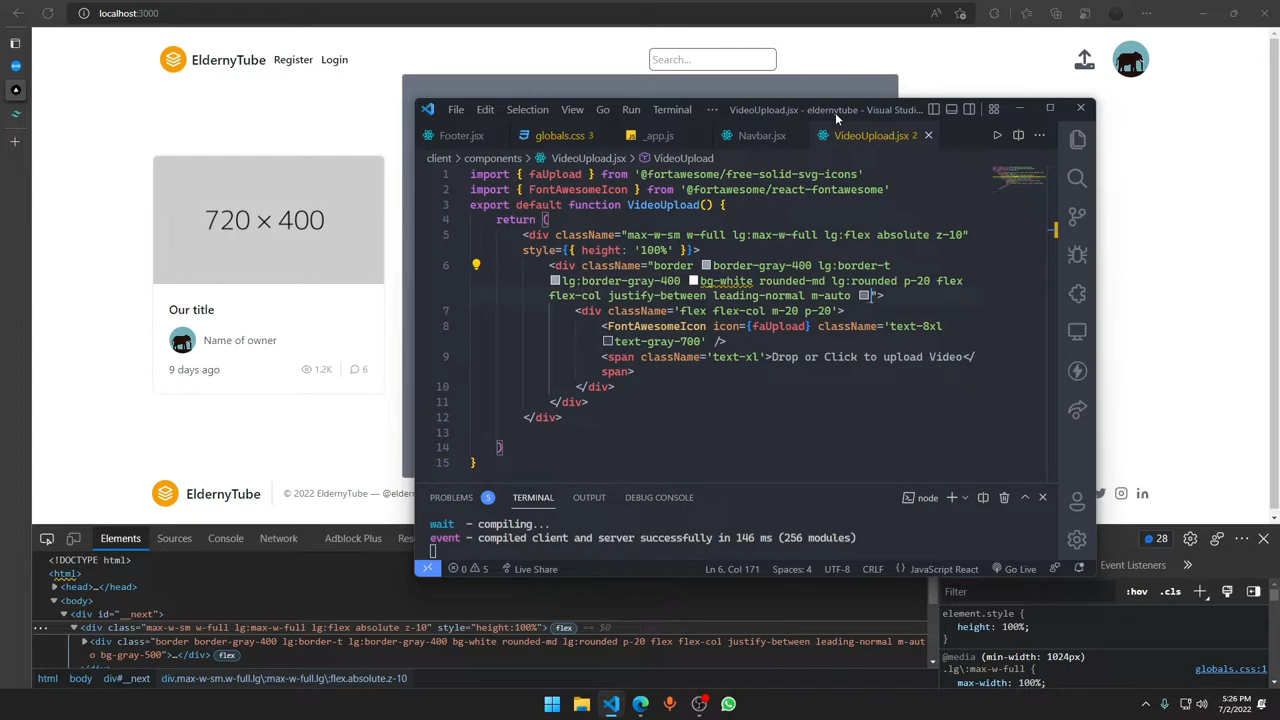 localhost:3000
EldernyTube Register Login
Search...
720 × 400
Our title
Name of owner
9 days ago
1.2K
6
EldernyTube
© 2022 EldernyTube — @eldern
File Edit Selection View Go Run Terminal ··· VideoUpload.jsx - eldernytube - Visual Studi...
Footer.jsx globals.css 3 _app.js Navbar.jsx VideoUpload.jsx 2
client > components > VideoUpload.jsx > VideoUpload
1 import { faUpload } from '@fortawesome/free-solid-svg-icons'
2 import { FontAwesomeIcon } from '@fortawesome/react-fontawesome'
3 export default function VideoUpload() {
4 return (
5 <div className="max-w-sm w-full lg:max-w-full lg:flex absolute z-10"
style={{ height: '100%' }}>
6 <div className="border border-gray-400 lg:border-t
lg:border-gray-400 bg-white rounded-md lg:rounded p-20 flex
flex-col justify-between leading-normal m-auto ">
7 <div className='flex flex-col m-20 p-20'>
8 <FontAwesomeIcon icon={faUpload} className='text-8xl
text-gray-700' />
9 <span className='text-xl'>Drop or Click to upload Video</
span>
10 </div>
11 </div>
12 </div>
13
14 )
15 }
PROBLEMS 5 TERMINAL OUTPUT DEBUG CONSOLE
node
wait - compiling...
event - compiled client and server successfully in 146 ms (256 modules)
0 5 Live Share Ln 6, Col 171 Spaces: 4 UTF-8 CRLF {} JavaScript React Go Live
Elements Sources Console Network Adblock Plus Res
28
<!DOCTYPE html>
<html>
<head>…</head>
<body>
<div id="__next">
··· <div class="max-w-sm w-full lg:max-w-full lg:flex absolute z-10" style="height:100%"> flex == $0
<div class="border border-gray-400 lg:border-t lg:border-gray-400 bg-white rounded-md lg:rounded p-20 flex flex-col justify-between leading-normal m-aut
o bg-gray-500">…</div> flex
html body div#__next div.max-w-sm.w-full.lg\:max-w-full.lg\:flex.absolute.z-10
Event Listeners
Filter
:hov .cls
element.style {
height: 100%;
}
@media (min-width: 1024px)
.lg\:max-w-full { globals.css:1
max-width: 100%;
5:26 PM
7/2/2022